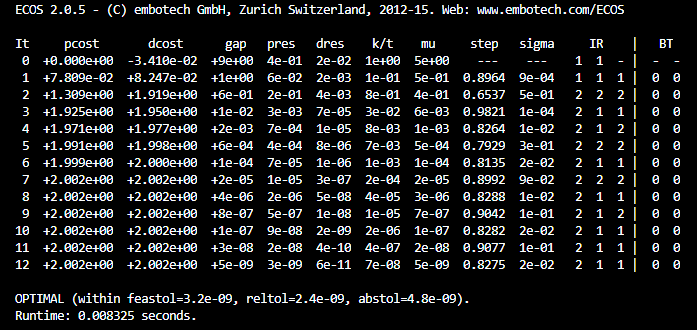 ECOS 2.0.5 - (C) embotech GmbH, Zurich Switzerland, 2012-15. Web: www.embotech.com/ECOS
It pcost dcost gap pres dres k/t mu step sigma IR | BT
0 +0.000e+00 -3.410e-02 +9e+00 4e-01 2e-02 1e+00 5e+00 --- --- 1 1 - | - -
1 +7.809e-02 +8.247e-02 +1e+00 6e-02 2e-03 1e-01 5e-01 0.8964 9e-04 1 1 1 | 0 0
2 +1.309e+00 +1.919e+00 +6e-01 2e-01 4e-03 8e-01 4e-01 0.6537 5e-01 2 2 2 | 0 0
3 +1.925e+00 +1.950e+00 +1e-02 3e-03 7e-05 3e-02 6e-03 0.9821 1e-04 2 1 1 | 0 0
4 +1.971e+00 +1.977e+00 +2e-03 7e-04 1e-05 8e-03 1e-03 0.8264 1e-02 2 1 2 | 0 0
5 +1.991e+00 +1.998e+00 +6e-04 4e-04 8e-06 7e-03 5e-04 0.7929 3e-01 2 2 2 | 0 0
6 +1.999e+00 +2.000e+00 +1e-04 7e-05 1e-06 1e-03 1e-04 0.8135 2e-02 2 1 1 | 0 0
7 +2.002e+00 +2.002e+00 +2e-05 1e-05 3e-07 2e-04 2e-05 0.8992 9e-02 2 2 2 | 0 0
8 +2.002e+00 +2.002e+00 +4e-06 2e-06 5e-08 4e-05 3e-06 0.8288 1e-02 2 1 1 | 0 0
9 +2.002e+00 +2.002e+00 +8e-07 5e-07 1e-08 1e-05 7e-07 0.9042 1e-01 2 1 2 | 0 0
10 +2.002e+00 +2.002e+00 +1e-07 9e-08 2e-09 2e-06 1e-07 0.8282 2e-02 2 1 1 | 0 0
11 +2.002e+00 +2.002e+00 +3e-08 2e-08 4e-10 4e-07 2e-08 0.9077 1e-01 2 1 1 | 0 0
12 +2.002e+00 +2.002e+00 +5e-09 3e-09 6e-11 7e-08 5e-09 0.8275 2e-02 2 1 1 | 0 0
OPTIMAL (within feastol=3.2e-09, reltol=2.4e-09, abstol=4.8e-09).
Runtime: 0.008325 seconds.